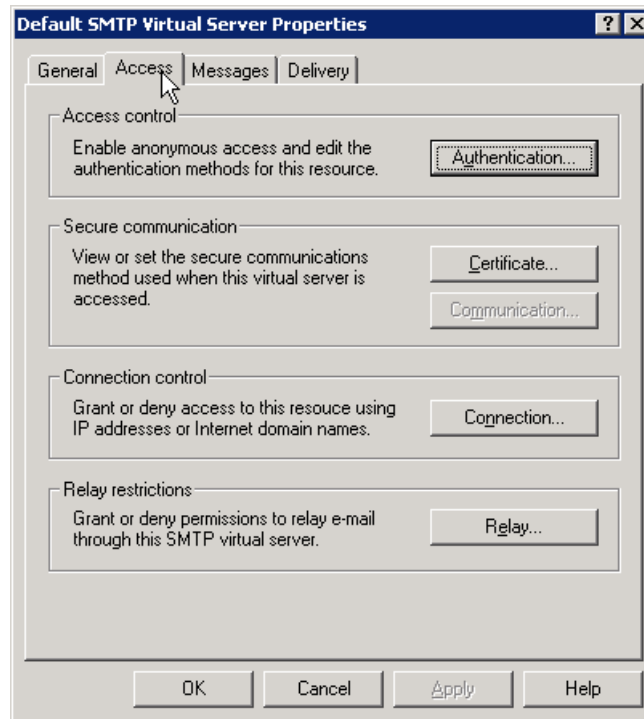 Default SMTP Virtual Server Properties
General Access Messages Delivery
Access control
Enable anonymous access and edit the
authentication methods for this resource.
Authentication...
Secure communication
View or set the secure communications
method used when this virtual server is
accessed.
Certificate...
Communication...
Connection control
Grant or deny access to this resouce using
IP addresses or Internet domain names.
Connection...
Relay restrictions
Grant or deny permissions to relay e-mail
through this SMTP virtual server.
Relay...
OK Cancel Apply Help